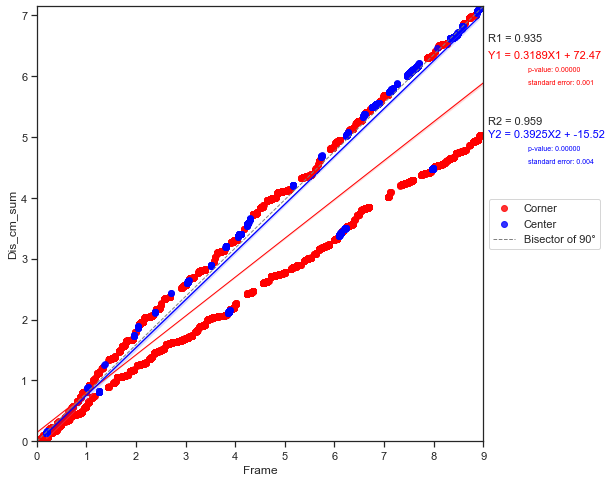 7
6
5
4
3
2
1
0
0 1 2 3 4 5 6 7 8 9
Dis_cm_sum
Frame
R1 = 0.935
Y1 = 0.3189X1 + 72.47
p-value: 0.00000
standard error: 0.001
R2 = 0.959
Y2 = 0.3925X2 + -15.52
p-value: 0.00000
standard error: 0.004
Corner
Center
Bisector of 90°